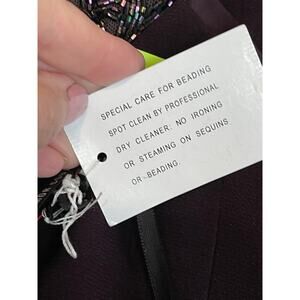 SPECIAL CARE FOR BEADING
SPOT CLEAN BY PROFESSIONAL
DRY CLEANER: NO IRONING
OR STEAMING ON SEQUINS
OR-BEADING.